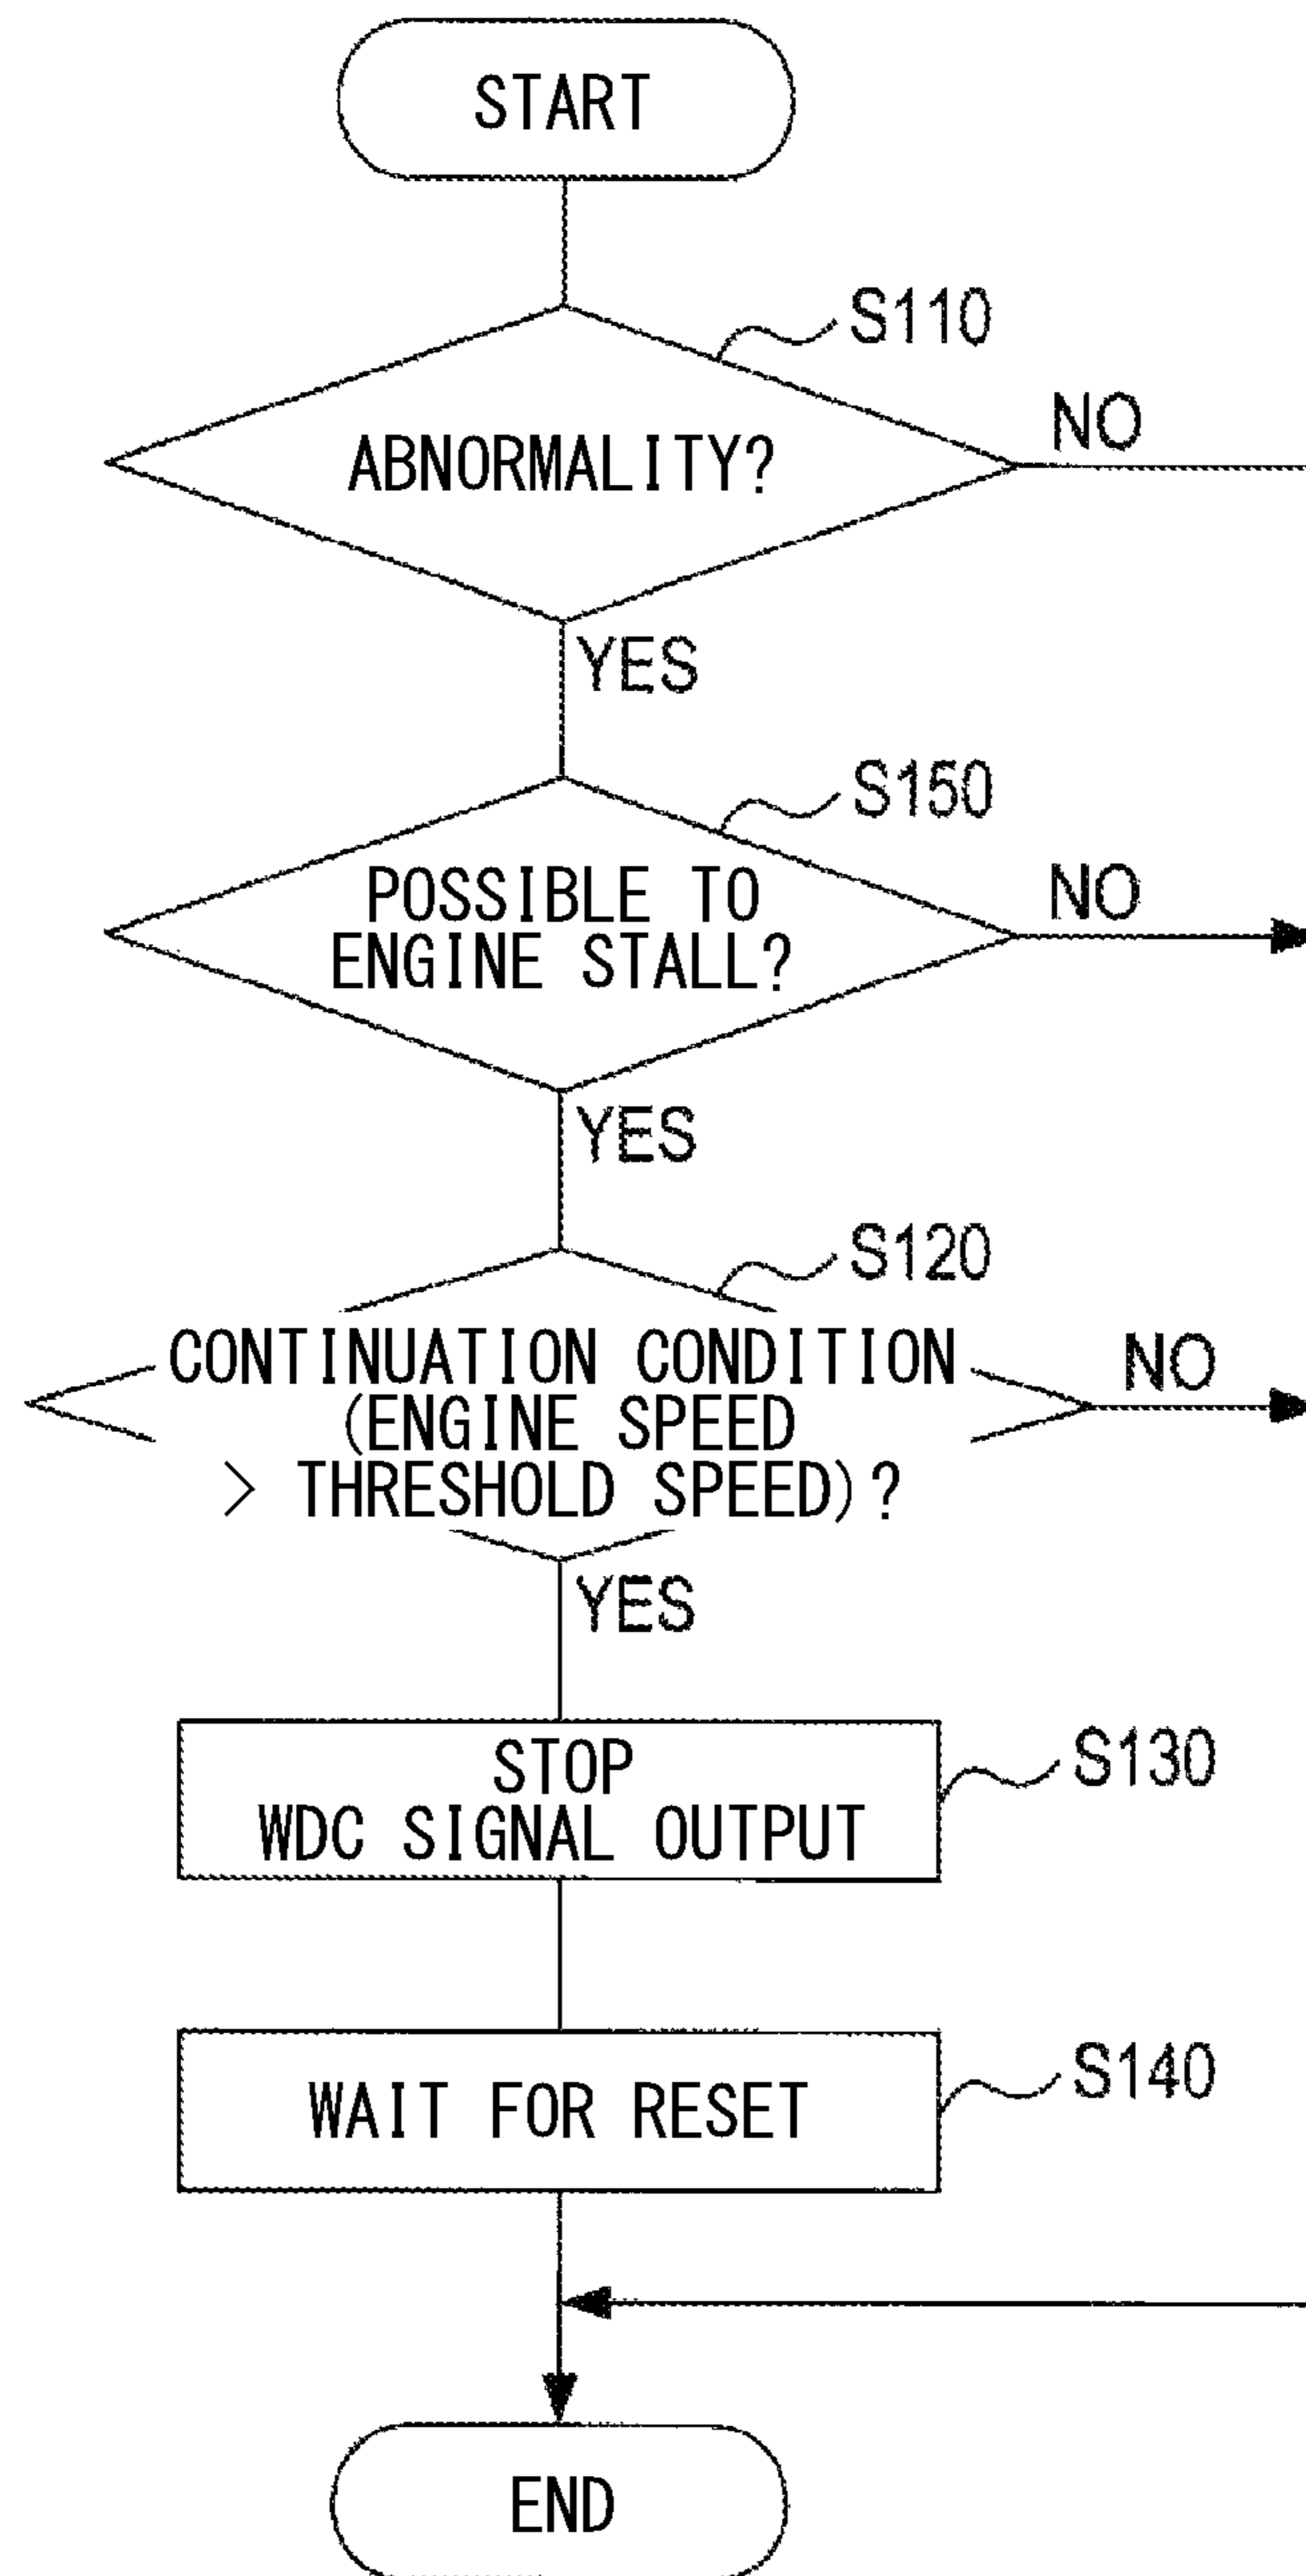 START
S110
ABNORMALITY?
NO
YES
S150
POSSIBLE TO
ENGINE STALL?
NO
YES
S120
CONTINUATION CONDITION
(ENGINE SPEED
> THRESHOLD SPEED)?
NO
YES
STOP
WDC SIGNAL OUTPUT
S130
WAIT FOR RESET
S140
END